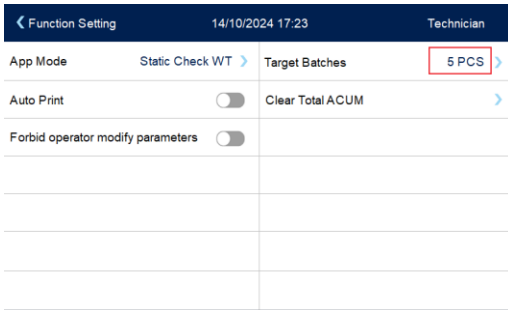 Function Setting 14/10/2024 17:23 Technician
App Mode Static Check WT Target Batches 5 PCS
Auto Print Clear Total ACUM
Forbid operator modify parameters